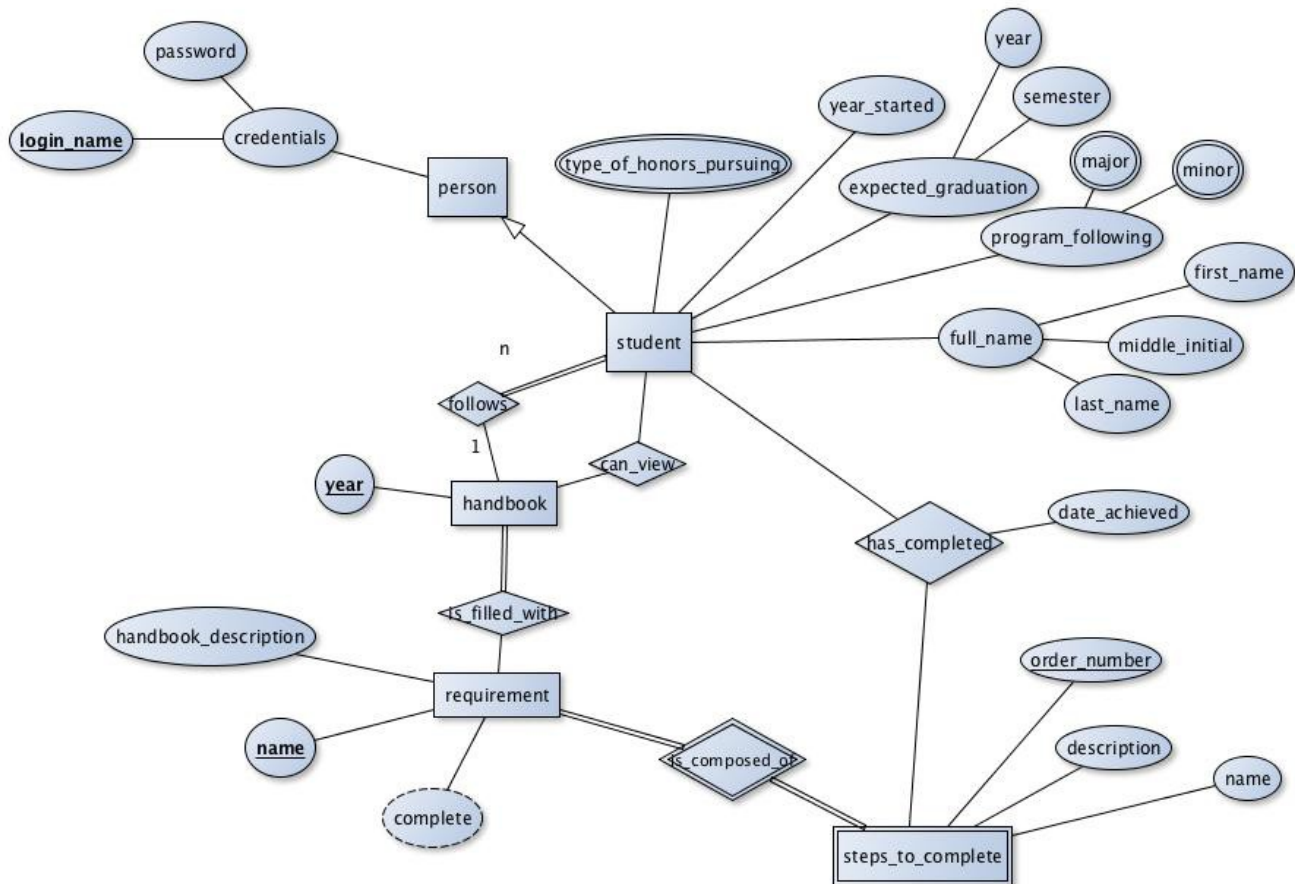 year
password
semester
year_started
login_name
credentials
type_of_honors_pursuing
major
minor
person
expected_graduation
program_following
first_name
student
full_name
middle_initial
n
follows
last_name
1
can_view
year
handbook
date_achieved
has_completed
is_filled_with
handbook_description
order_number
requirement
name
is_composed_of
description
name
complete
steps_to_complete